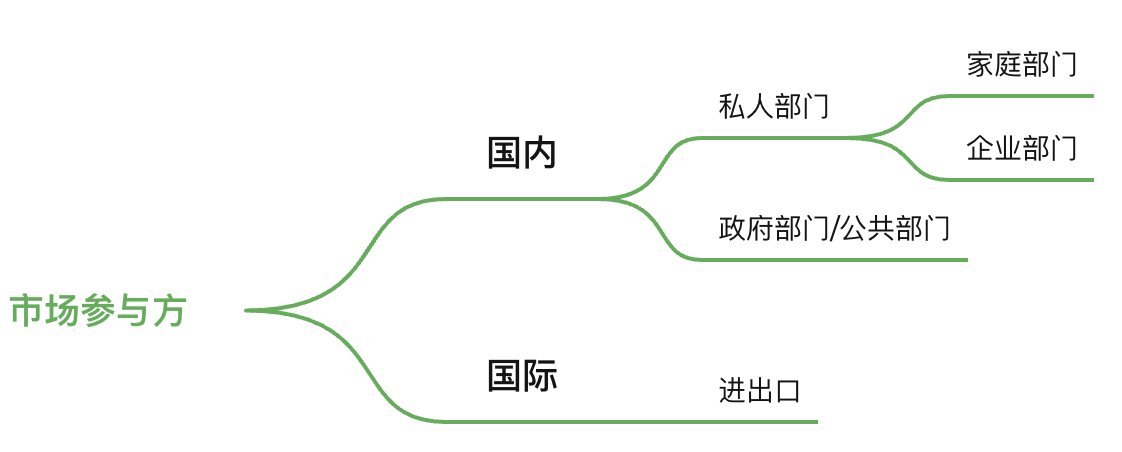 市场参与方
国内
私人部门
家庭部门
企业部门
政府部门/公共部门
国际
进出口